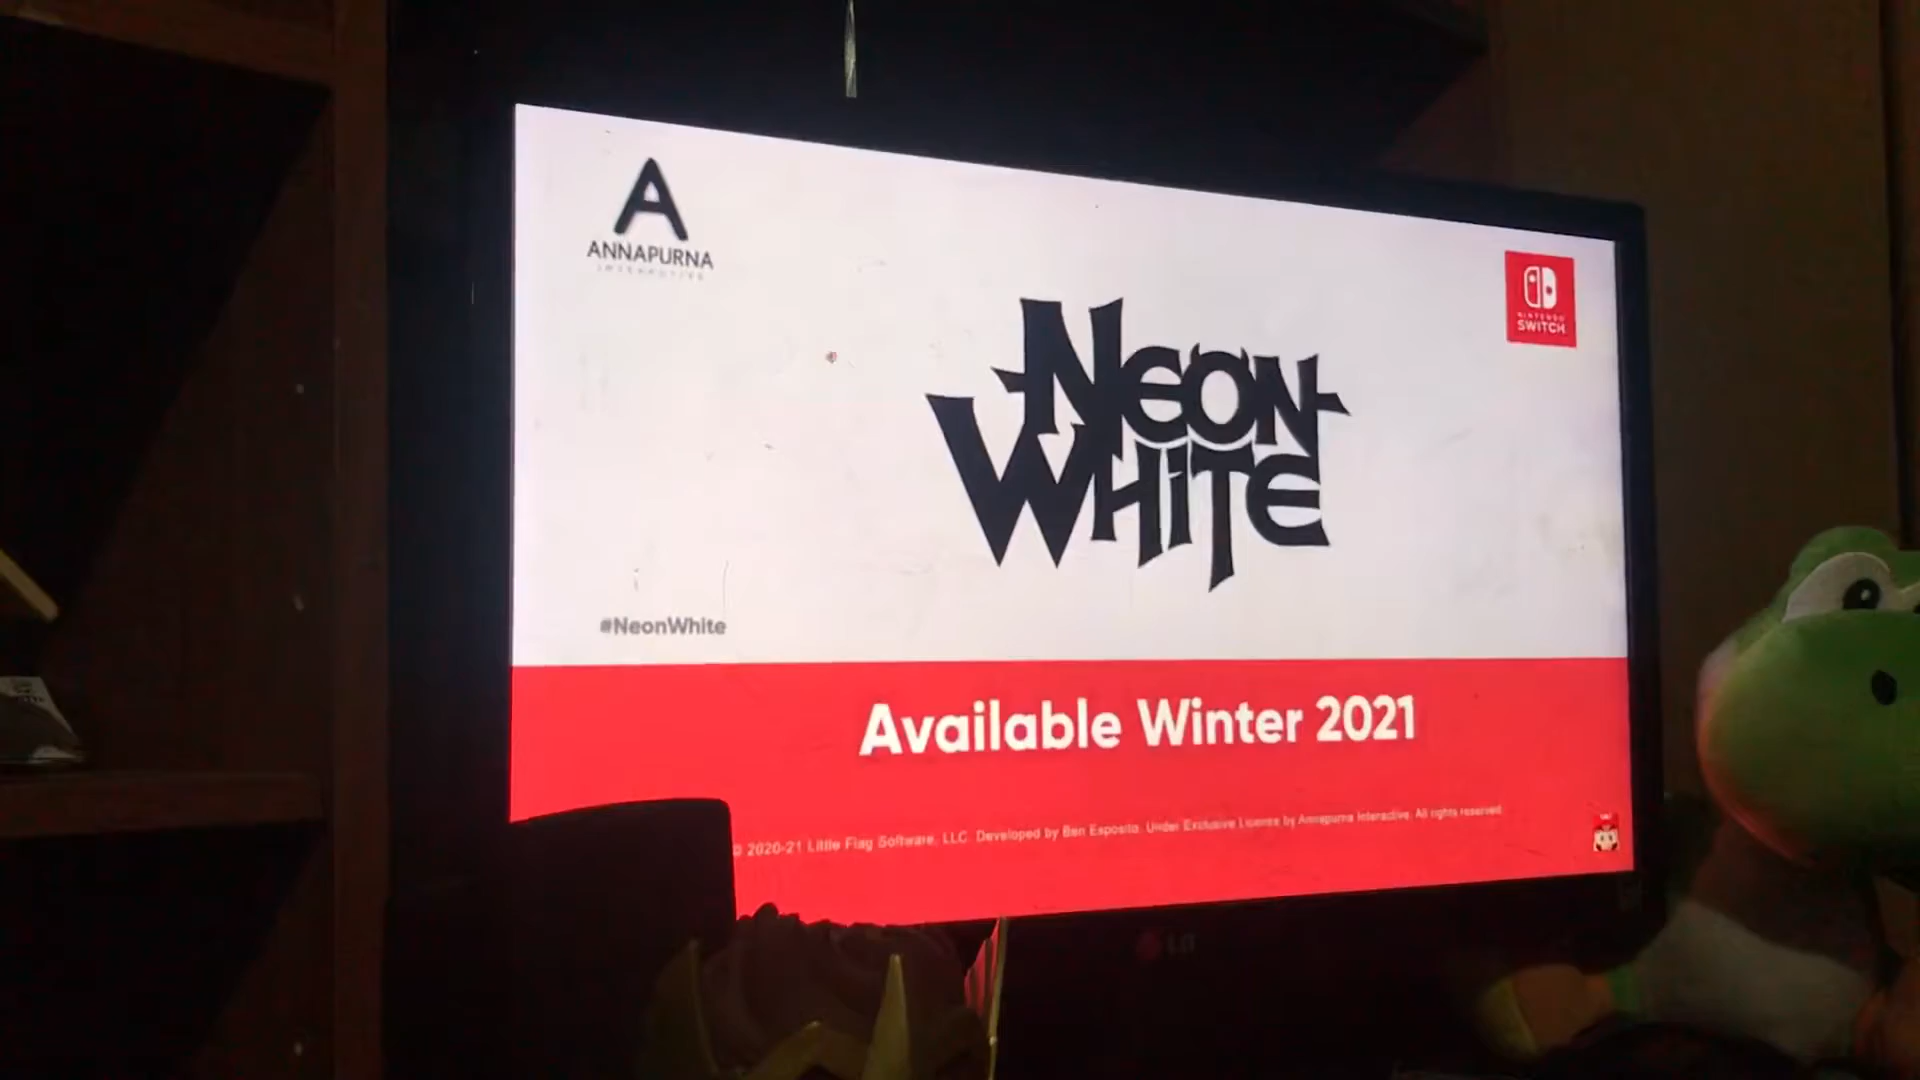 A
ANNAPURNA
INTERACTIVE
NINTENDO
SWITCH
NEON
WHITE
#NeonWhite
Available Winter 2021
© 2020-21 Little Flag Software, LLC. Developed by Ben Esposito. Under Exclusive License by Annapurna Interactive. All rights reserved.
LG